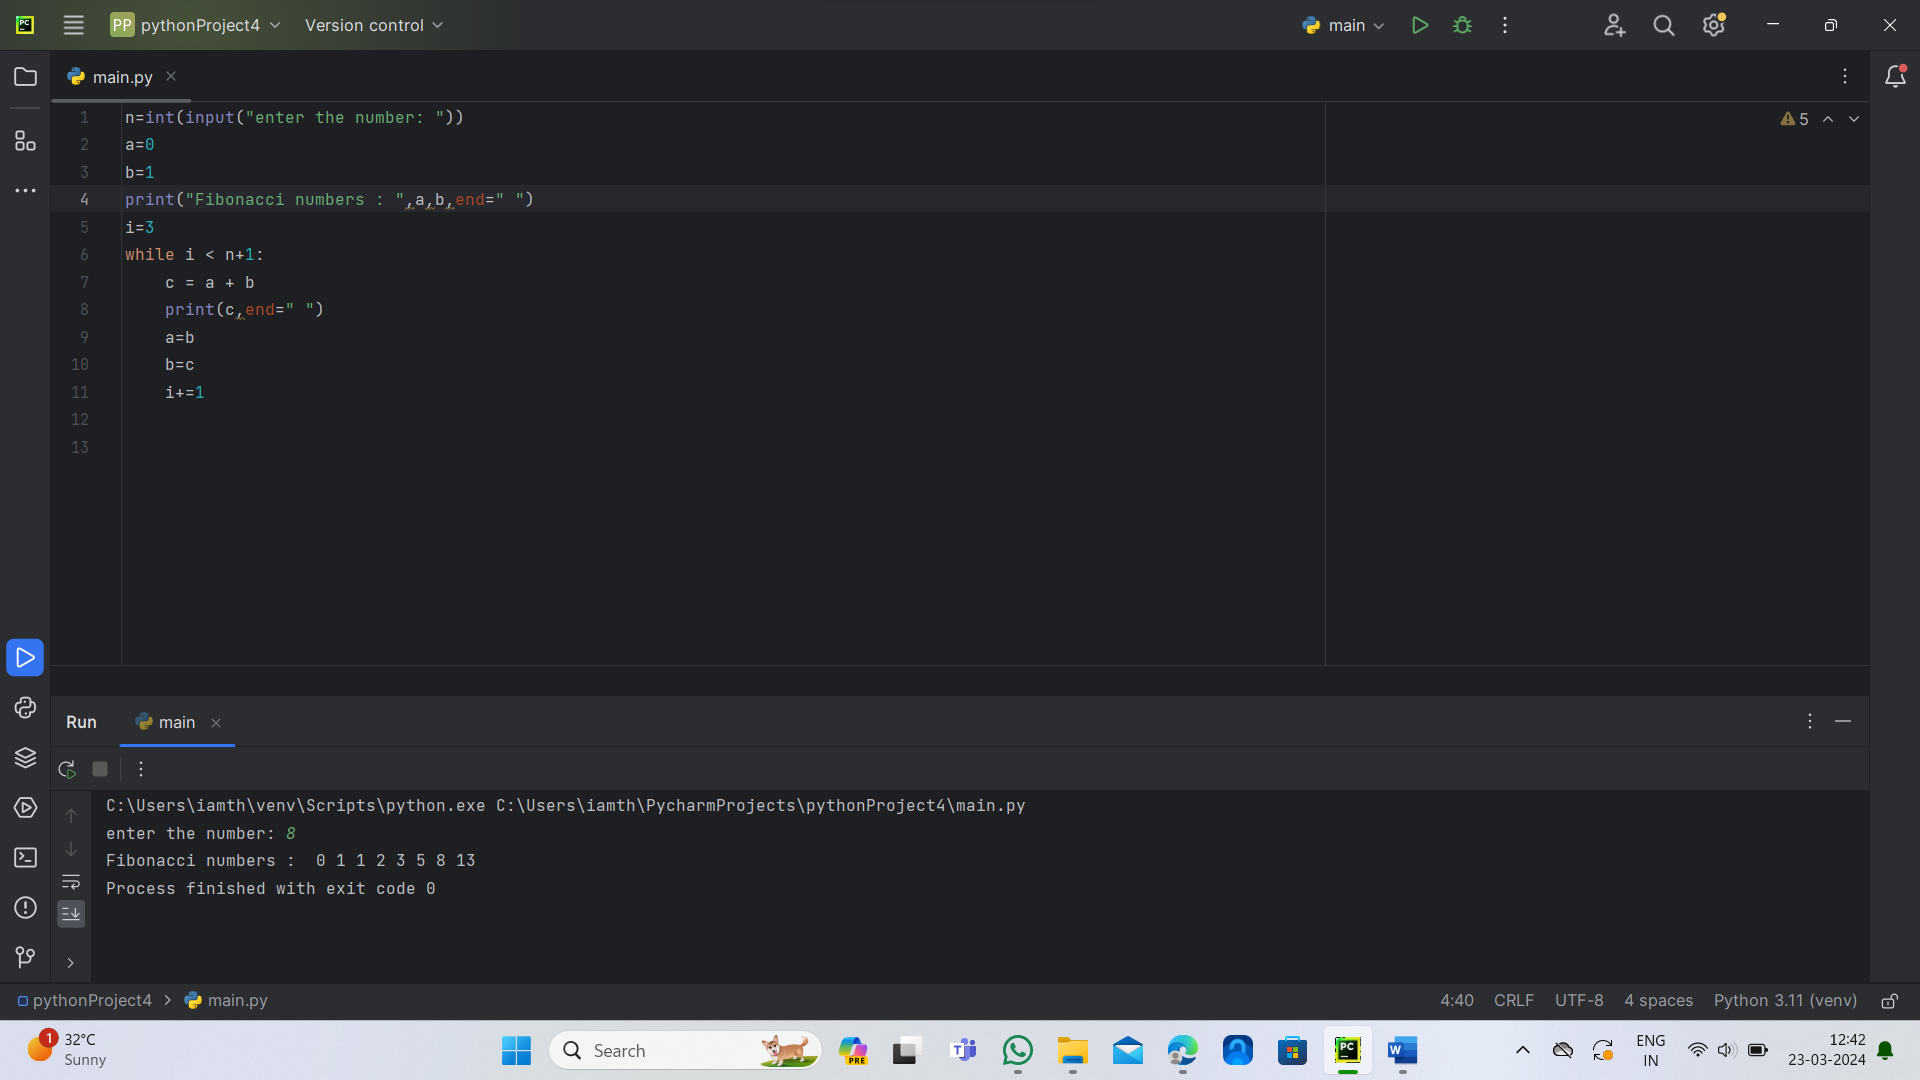 PC
PP pythonProject4 Version control main
main.py
1 n=int(input("enter the number: "))
2 a=0
3 b=1
4 print("Fibonacci numbers : ",a,b,end=" ")
5 i=3
6 while i < n+1:
7     c = a + b
8     print(c,end=" ")
9     a=b
10     b=c
11     i+=1
12
13
5
Run main
C:\Users\iamth\venv\Scripts\python.exe C:\Users\iamth\PycharmProjects\pythonProject4\main.py
enter the number: 8
Fibonacci numbers :  0 1 1 2 3 5 8 13
Process finished with exit code 0
pythonProject4 > main.py 4:40 CRLF UTF-8 4 spaces Python 3.11 (venv)
1 32°C
Sunny
Search
PRE
T
PC
W
ENG
IN
12:42
23-03-2024